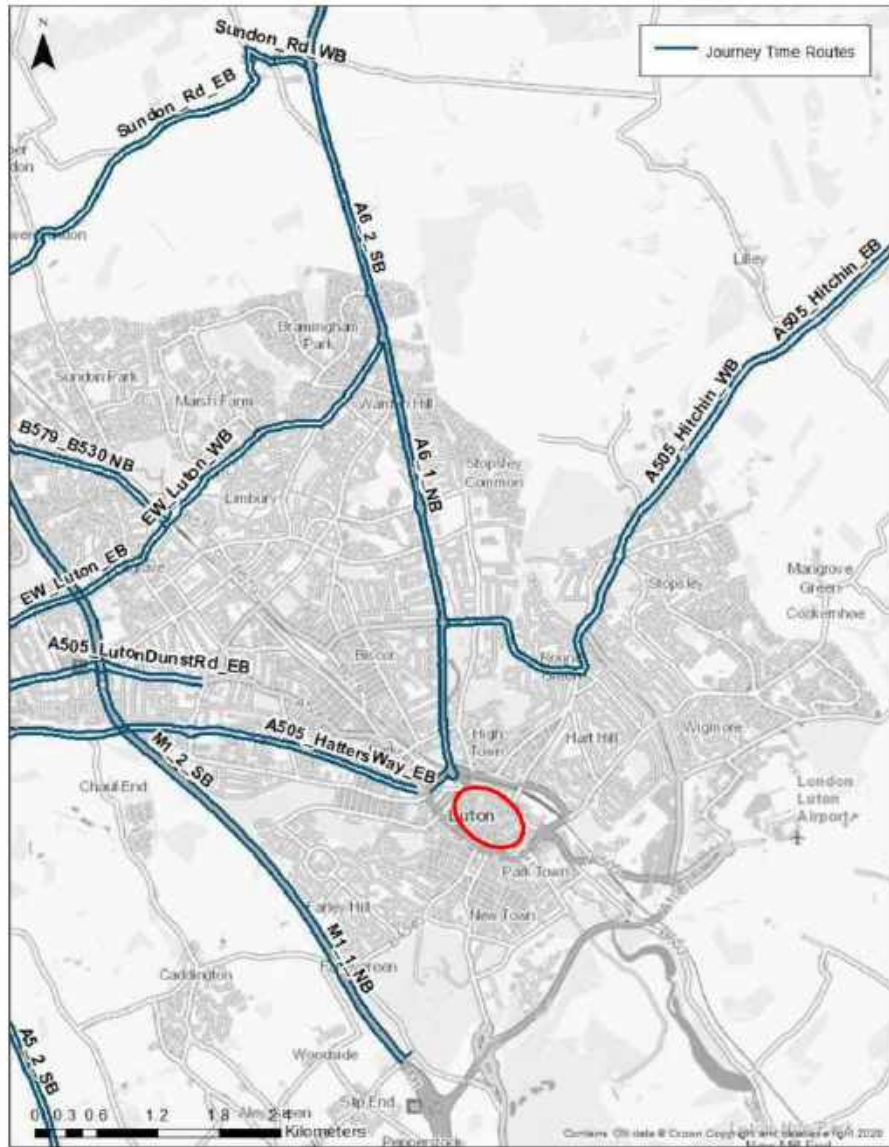 N
Sundon_Rd_WB
Journey Time Routes
Sundon_Rd_EB
A6_2_SB
Lilley
A505_Hitchin_EB
Bramingham
Park
Sundon Park
Marsh Farm
A505_Hitchin_WB
B579_B530 NB
EW_Luton_WB
A6_1_NB
Stopsley
Common
Limbury
EW_Luton_EB
Stopsley
Mangrove
Green
Cockernhoe
A505_LutonDunstRd_EB
Biscot
High
Town
Hart Hill
Wigmore
A505_HattersWay_EB
M1_2_SB
Chaul End
London
Luton
Airport
Luton
Park Town
Farley Hill
New Town
M1_1_NB
Caddington
Woodside
A5_2_SB
Slip End
0 0.3 0.6 1.2 1.8 2.4
Kilometers
Pepperstock